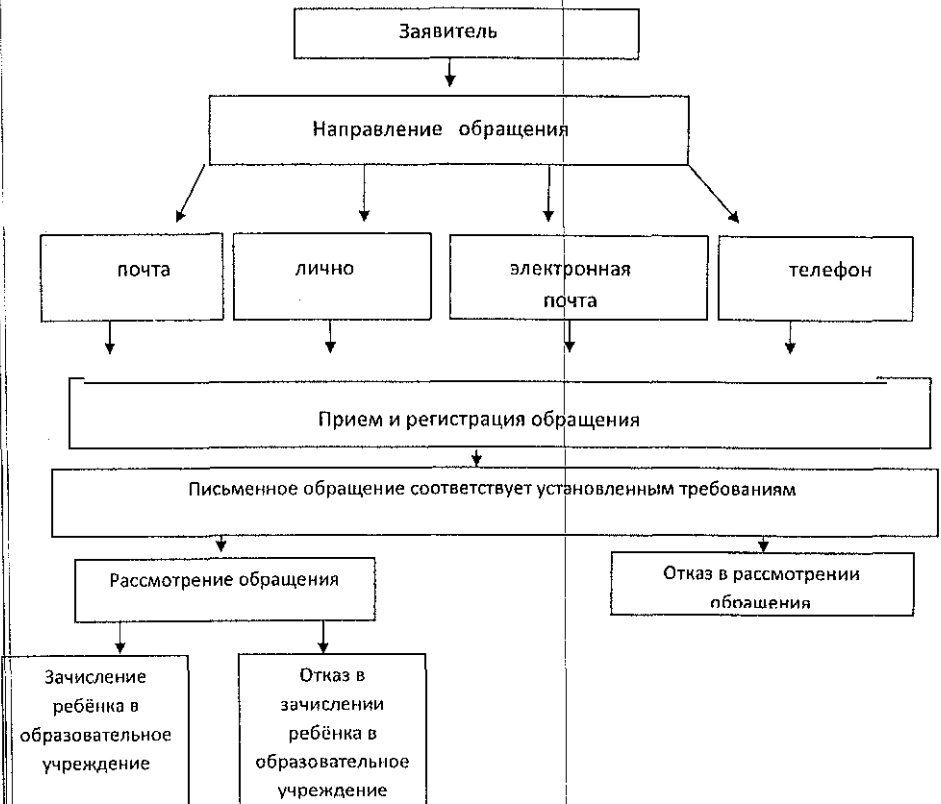 Заявитель
Направление обращения
почта
лично
электронная
почта
телефон
Прием и регистрация обращения
Письменное обращение соответствует установленным требованиям
Рассмотрение обращения
Отказ в рассмотрении
обращения
Зачисление
ребёнка в
образовательное
учреждение
Отказ в
зачислении
ребёнка в
образовательное
учреждение